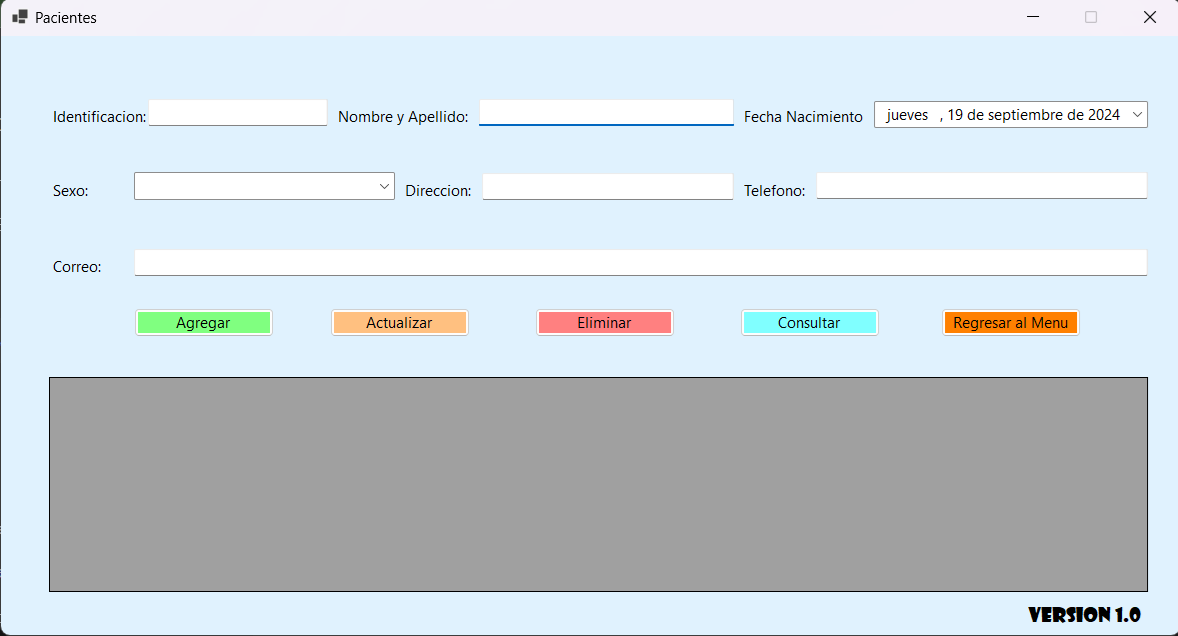 Pacientes
Identificacion: Nombre y Apellido: Fecha Nacimiento jueves , 19 de septiembre de 2024
Sexo: Direccion: Telefono:
Correo:
Agregar Actualizar Eliminar Consultar Regresar al Menu
VERSION 1.0